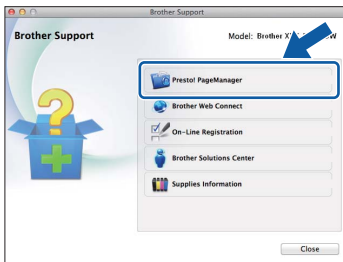 Brother Support
Brother Support
Model: Brother
Presto! PageManager
Brother Web Connect
On-Line Registration
Brother Solutions Center
Supplies Information
Close